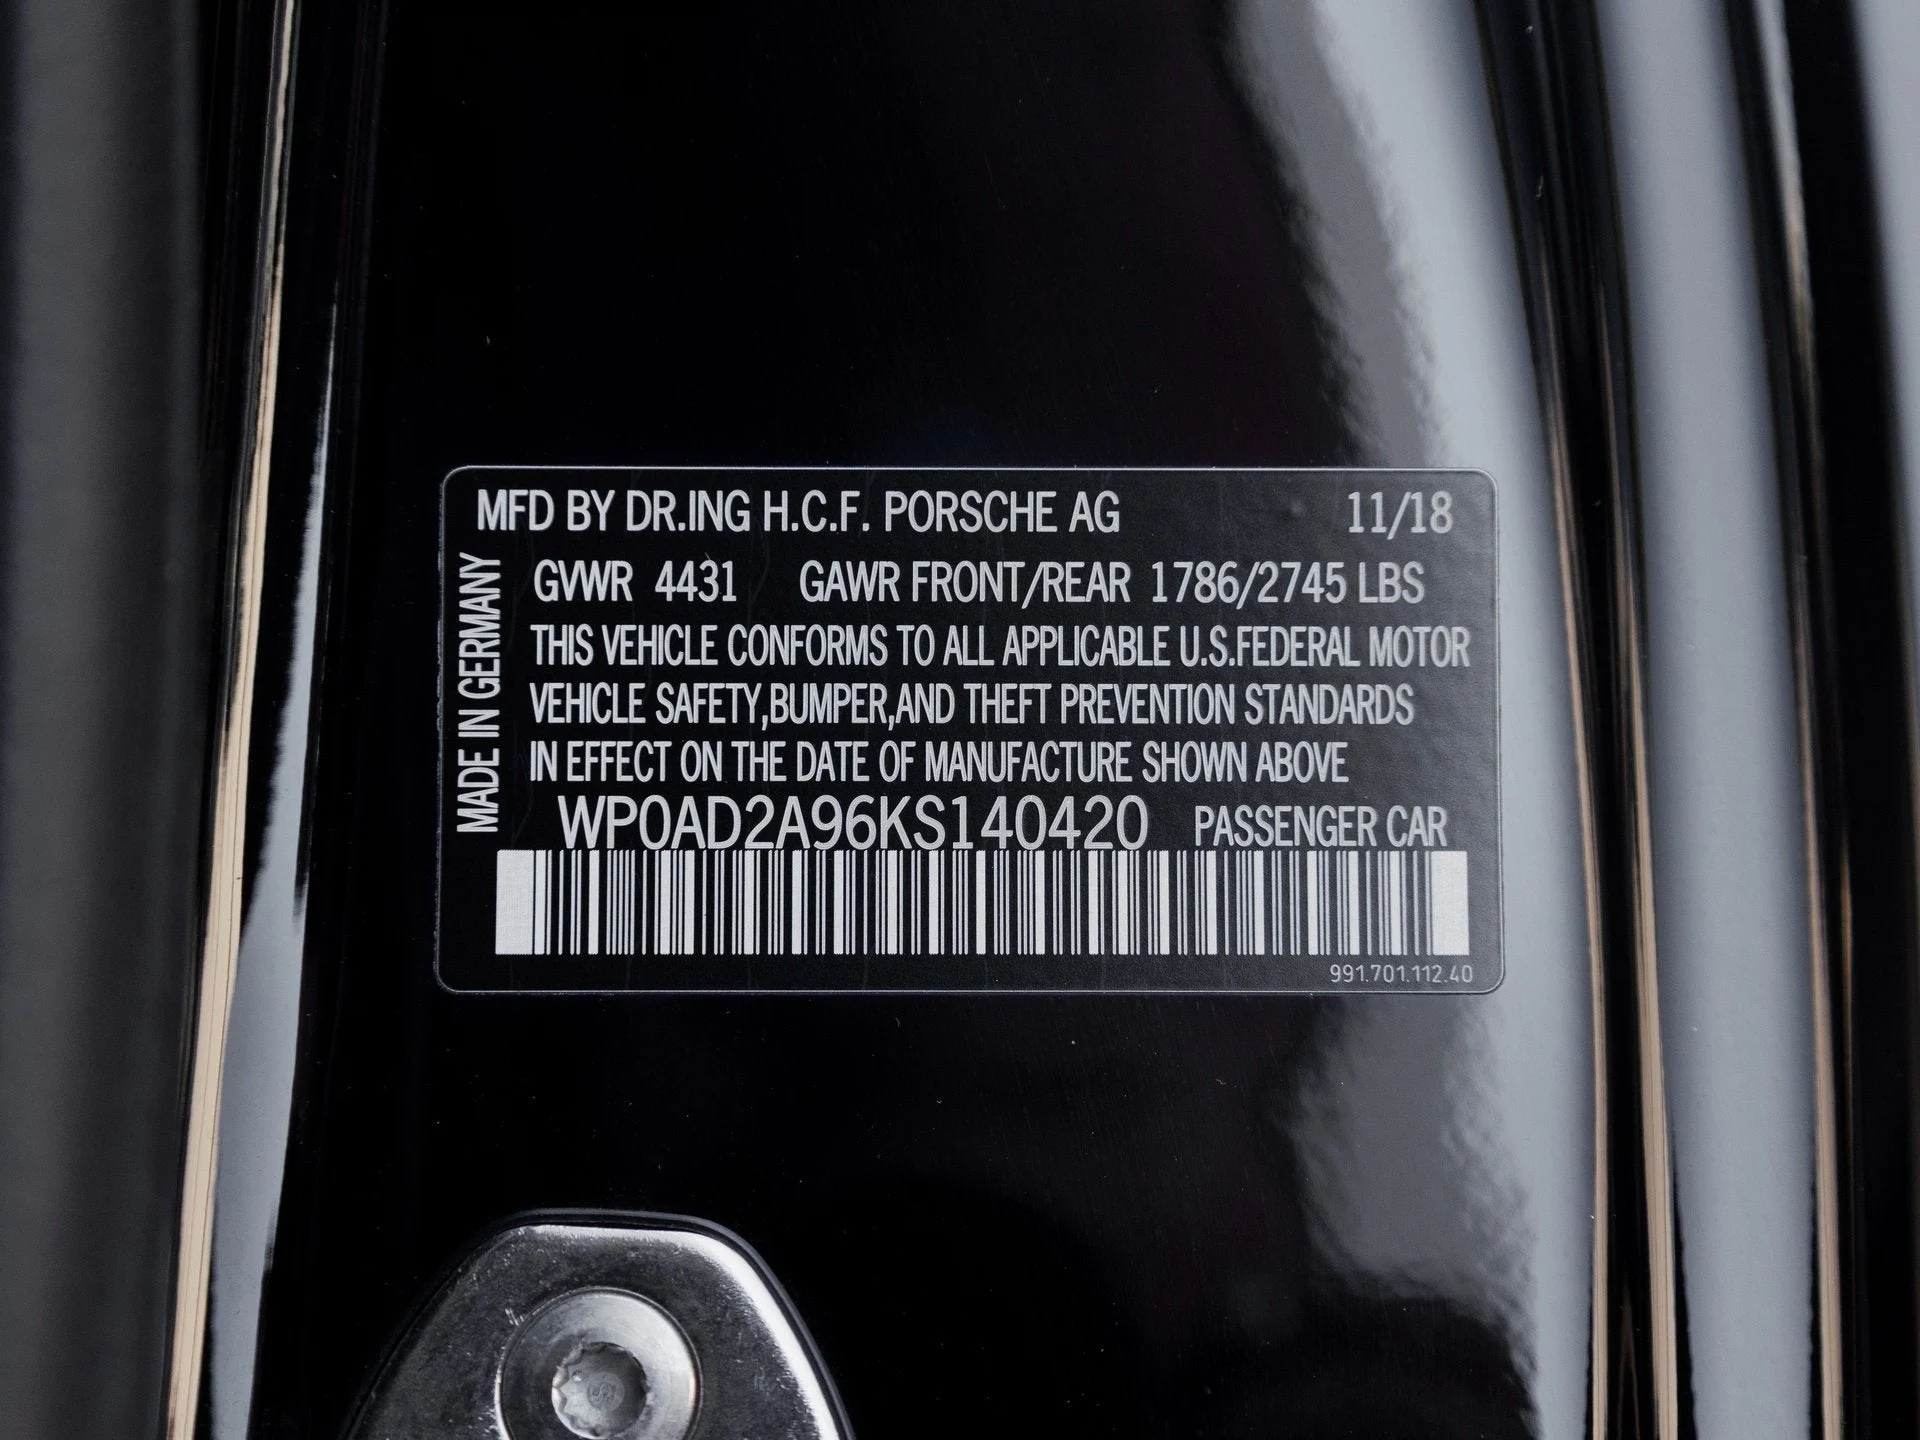 MFD BY DR.ING H.C.F. PORSCHE AG 11/18
GVWR 4431 GAWR FRONT/REAR 1786/2745 LBS
THIS VEHICLE CONFORMS TO ALL APPLICABLE U.S.FEDERAL MOTOR
VEHICLE SAFETY,BUMPER,AND THEFT PREVENTION STANDARDS
IN EFFECT ON THE DATE OF MANUFACTURE SHOWN ABOVE
MADE IN GERMANY
WP0AD2A96KS140420 PASSENGER CAR
991.701.112.40